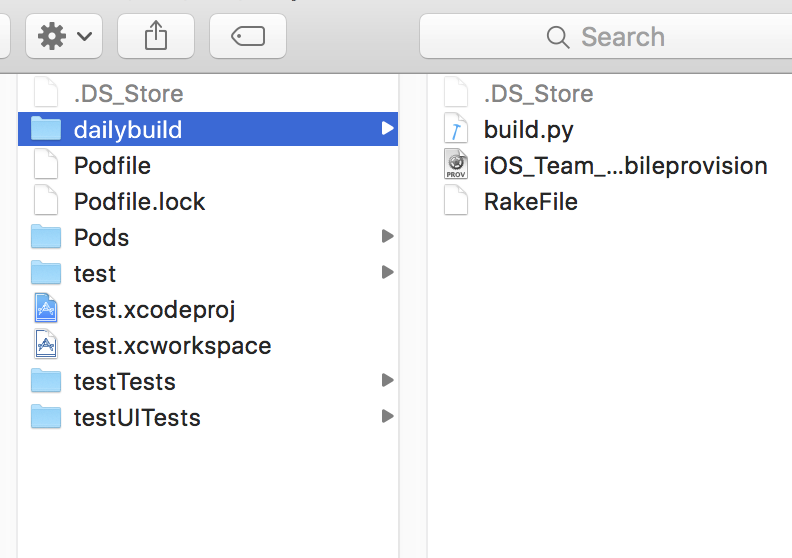 Search
.DS_Store
dailybuild
Podfile
Podfile.lock
Pods
test
test.xcodeproj
test.xcworkspace
testTests
testUITests
.DS_Store
build.py
iOS_Team_...bileprovision
PROV
RakeFile